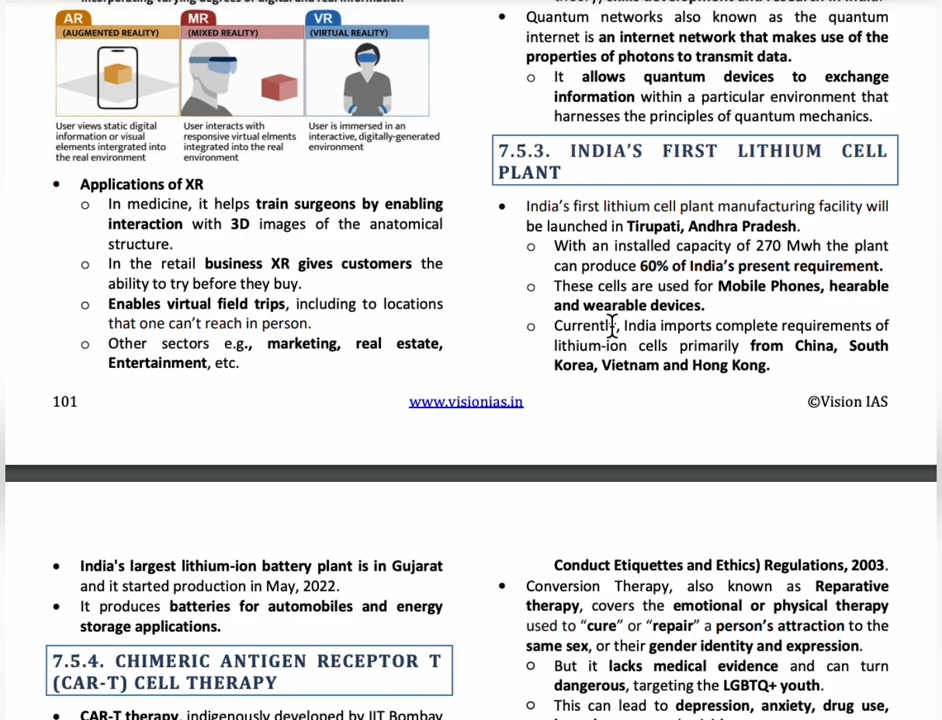 AR
(AUGMENTED REALITY)
MR
(MIXED REALITY)
VR
(VIRTUAL REALITY)
User views static digital
information or visual
elements intergrated into
the real environment
User interacts with
responsive virtual elments
integrated into the real
environment
User is immersed in an
interactive, digitally-generated
environment
• Applications of XR
o In medicine, it helps train surgeons by enabling
interaction with 3D images of the anatomical
structure.
o In the retail business XR gives customers the
ability to try before they buy.
o Enables virtual field trips, including to locations
that one can't reach in person.
o Other sectors e.g., marketing, real estate,
Entertainment, etc.
• Quantum networks also known as the quantum
internet is an internet network that makes use of the
properties of photons to transmit data.
o It allows quantum devices to exchange
information within a particular environment that
harnesses the principles of quantum mechanics.
7.5.3. INDIA'S FIRST LITHIUM CELL
PLANT
• India's first lithium cell plant manufacturing facility will
be launched in Tirupati, Andhra Pradesh.
o With an installed capacity of 270 Mwh the plant
can produce 60% of India's present requirement.
o These cells are used for Mobile Phones, hearable
and wearable devices.
o Currently, India imports complete requirements of
lithium-ion cells primarily from China, South
Korea, Vietnam and Hong Kong.
101
www.visionias.in
©Vision IAS
• India's largest lithium-ion battery plant is in Gujarat
and it started production in May, 2022.
• It produces batteries for automobiles and energy
storage applications.
7.5.4. CHIMERIC ANTIGEN RECEPTOR T
(CAR-T) CELL THERAPY
• CAR-T therapy, indigenously developed by IIT Bombay
Conduct Etiquettes and Ethics) Regulations, 2003.
• Conversion Therapy, also known as Reparative
therapy, covers the emotional or physical therapy
used to "cure" or "repair" a person's attraction to the
same sex, or their gender identity and expression.
o But it lacks medical evidence and can turn
dangerous, targeting the LGBTQ+ youth.
o This can lead to depression, anxiety, drug use,